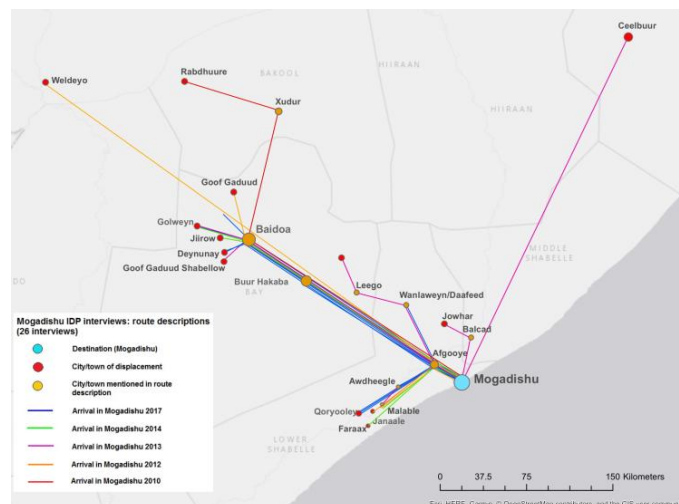 Ceelbuur
Weldeyo
Rabdhuure
BAKOOL
HIIRAAN
Xudur
HIIRAAN
Goof Gaduud
Golweyn
Baidoa
Jiirow
Deynunay
MIDDLE
SHABELLE
Goof Gaduud Shabellow
Leego
Buur Hakaba
BAY
Wanlaweyn/Daafeed
Mogadishu IDP interviews: route descriptions
(26 interviews)
Jowhar
Balcad
Destination (Mogadishu)
Afgooye
City/town of displacement
Mogadishu
City/town mentioned in route
description
Awdheegle
Arrival in Mogadishu 2017
Qoryooley
Malable
Janaale
Arrival in Mogadishu 2014
Faraax
Arrival in Mogadishu 2013
LOWER
SHABELLE
Arrival in Mogadishu 2012
Arrival in Mogadishu 2010
0 37.5 75 150 Kilometers